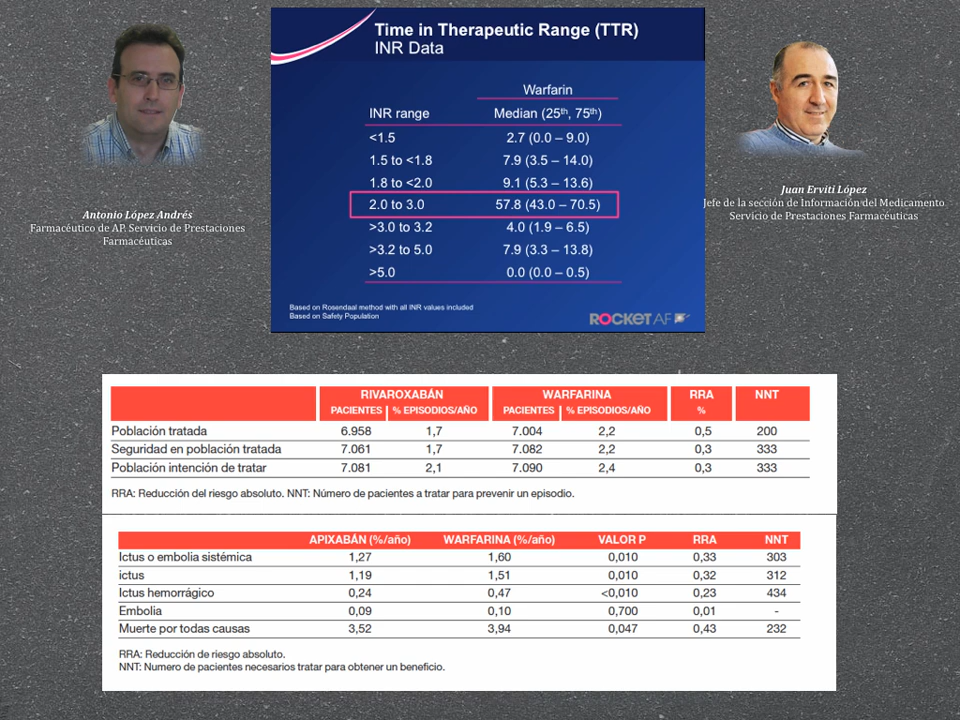 Time in Therapeutic Range (TTR)
INR Data
Warfarin
INR range Median (25th, 75th)
<1.5 2.7 (0.0 – 9.0)
1.5 to <1.8 7.9 (3.5 – 14.0)
1.8 to <2.0 9.1 (5.3 – 13.6)
2.0 to 3.0 57.8 (43.0 – 70.5)
>3.0 to 3.2 4.0 (1.9 – 6.5)
>3.2 to 5.0 7.9 (3.3 – 13.8)
>5.0 0.0 (0.0 – 0.5)
Based on Rosendaal method with all INR values included
Based on Safety Population
ROCKET AF
Antonio López Andrés
Farmacéutico de AP. Servicio de Prestaciones
Farmacéuticas
Juan Erviti López
Jefe de la sección de Información del Medicamento
Servicio de Prestaciones Farmacéuticas
RIVAROXABÁN WARFARINA RRA NNT
PACIENTES % EPISODIOS/AÑO PACIENTES % EPISODIOS/AÑO %
Población tratada 6.958 1,7 7.004 2,2 0,5 200
Seguridad en población tratada 7.061 1,7 7.082 2,2 0,3 333
Población intención de tratar 7.081 2,1 7.090 2,4 0,3 333
RRA: Reducción del riesgo absoluto. NNT: Número de pacientes a tratar para prevenir un episodio.
APIXABÁN (%/año) WARFARINA (%/año) VALOR P RRA NNT
Ictus o embolia sistémica 1,27 1,60 0,010 0,33 303
ictus 1,19 1,51 0,010 0,32 312
Ictus hemorrágico 0,24 0,47 <0,010 0,23 434
Embolia 0,09 0,10 0,700 0,01 -
Muerte por todas causas 3,52 3,94 0,047 0,43 232
RRA: Reducción de riesgo absoluto.
NNT: Numero de pacientes necesarios tratar para obtener un beneficio.